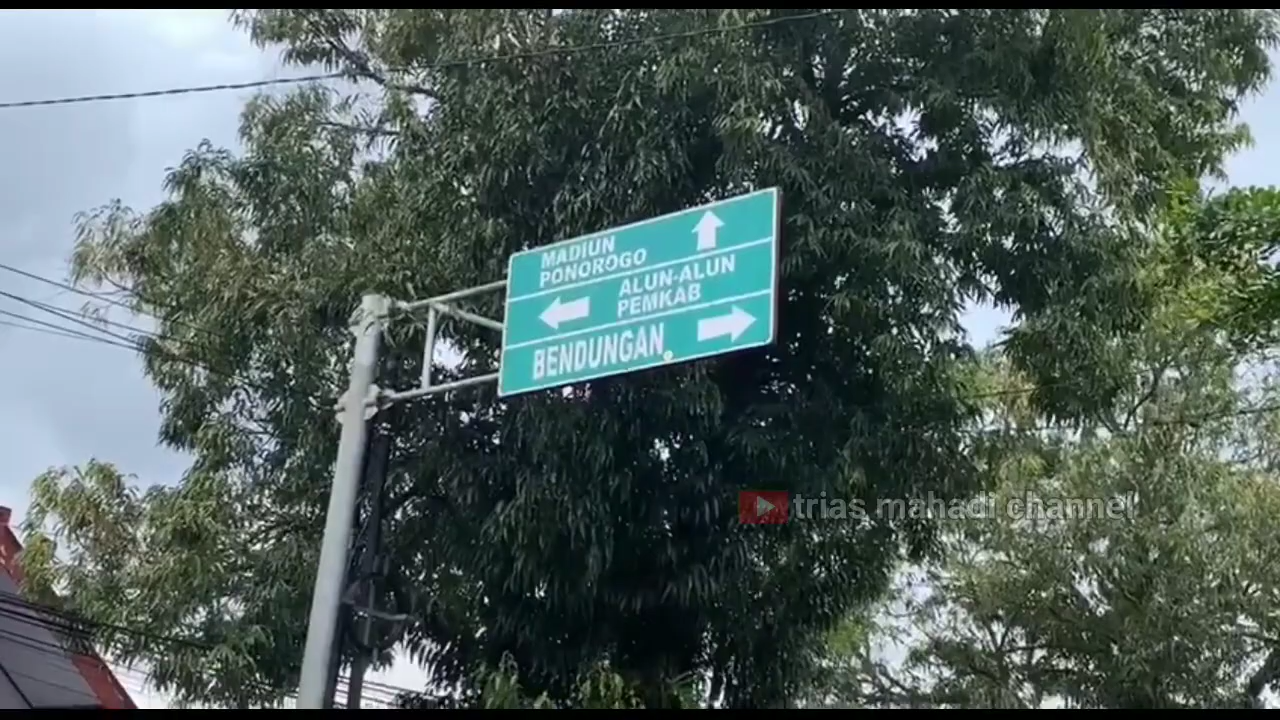 MADIUN
PONOROGO
ALUN-ALUN
PEMKAB
BENDUNGAN
trias mahadi channel